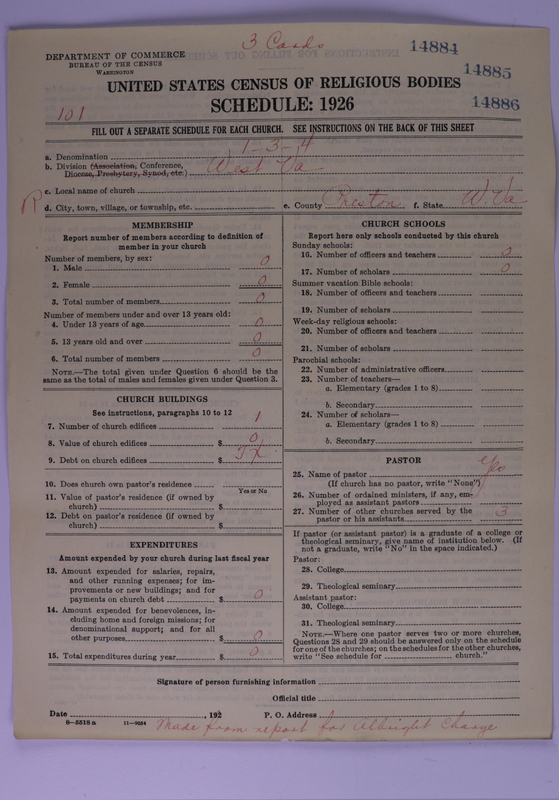 3 Cards
14884
DEPARTMENT OF COMMERCE
BUREAU OF THE CENSUS
WASHINGTON
14885
UNITED STATES CENSUS OF RELIGIOUS BODIES
SCHEDULE: 1926
14886
101
FILL OUT A SEPARATE SCHEDULE FOR EACH CHURCH. SEE INSTRUCTIONS ON THE BACK OF THIS SHEET
a. Denomination 1-3-4
b. Division (Association, Conference, Diocese, Presbytery, Synod, etc.) West Va
c. Local name of church
R d. City, town, village, or township, etc. e. County Preston f. State W. Va
MEMBERSHIP
Report number of members according to definition of
member in your church
Number of members, by sex:
1. Male 0
2. Female 0
3. Total number of members 0
Number of members under and over 13 years old:
4. Under 13 years of age 0
5. 13 years old and over 0
6. Total number of members 0
NOTE.—The total given under Question 6 should be the
same as the total of males and females given under Question 3.
CHURCH BUILDINGS
See instructions, paragraphs 10 to 12
7. Number of church edifices 1
8. Value of church edifices $ 0
9. Debt on church edifices $
10. Does church own pastor's residence
Yes or No
11. Value of pastor's residence (if owned by
church) $
12. Debt on pastor's residence (if owned by
church) $
EXPENDITURES
Amount expended by your church during last fiscal year
13. Amount expended for salaries, repairs,
and other running expenses; for im-
provements or new buildings; and for
payments on church debt $ 0
14. Amount expended for benevolences, in-
cluding home and foreign missions; for
denominational support; and for all
other purposes $ 0
15. Total expenditures during year $ 0
CHURCH SCHOOLS
Report here only schools conducted by this church
Sunday schools:
16. Number of officers and teachers 0
17. Number of scholars 0
Summer vacation Bible schools:
18. Number of officers and teachers
19. Number of scholars
Week-day religious schools:
20. Number of officers and teachers
21. Number of scholars
Parochial schools:
22. Number of administrative officers
23. Number of teachers—
a. Elementary (grades 1 to 8)
b. Secondary
24. Number of scholars—
a. Elementary (grades 1 to 8)
b. Secondary
PASTOR
25. Name of pastor Yes
(If church has no pastor, write "None")
26. Number of ordained ministers, if any, em-
ployed as assistant pastors
27. Number of other churches served by the
pastor or his assistants 3
If pastor (or assistant pastor) is a graduate of a college or
theological seminary, give name of institution below. (If
not a graduate, write "No" in the space indicated.)
Pastor:
28. College
29. Theological seminary
Assistant pastor:
30. College
31. Theological seminary
NOTE.—Where one pastor serves two or more churches,
Questions 28 and 29 should be answered only on the schedule
for one of the churches; on the schedules for the other churches,
write "See schedule for church."
Signature of person furnishing information
Official title
Date , 192 P. O. Address
8—5518 a 11—9054
Made from report for Albright Charge